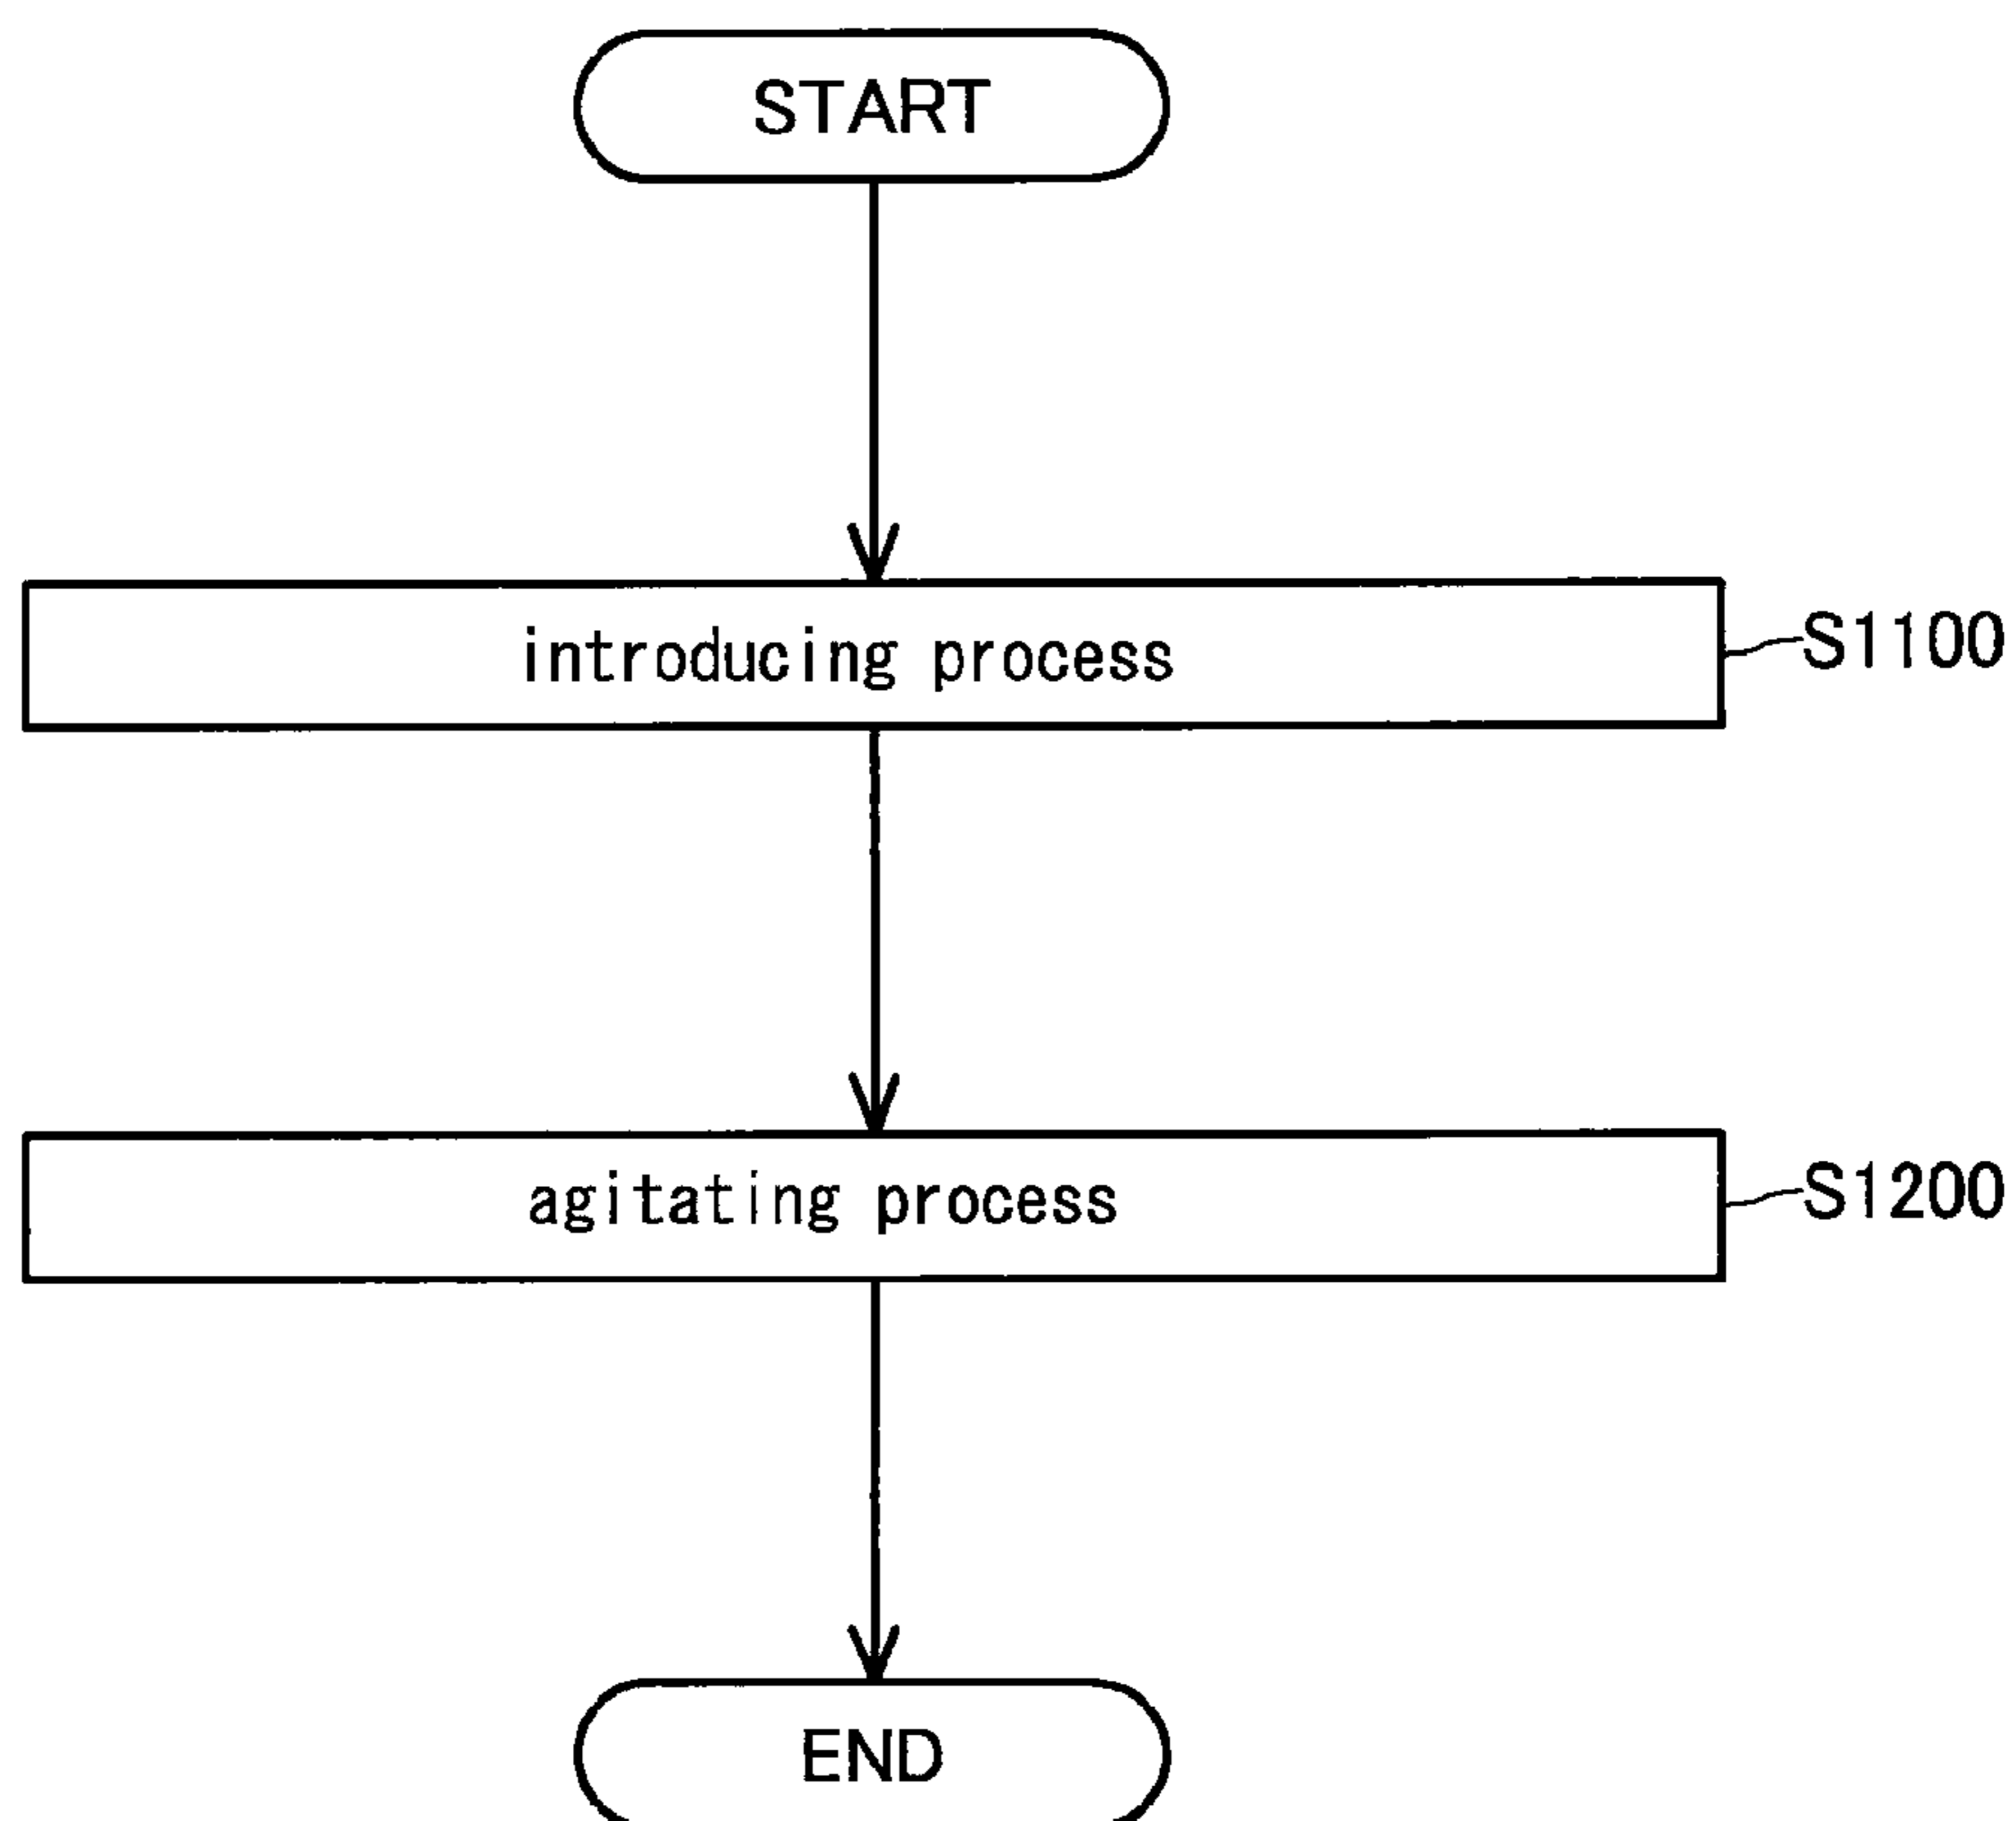 START
introducing process
S1100
agitating process
S1200
END